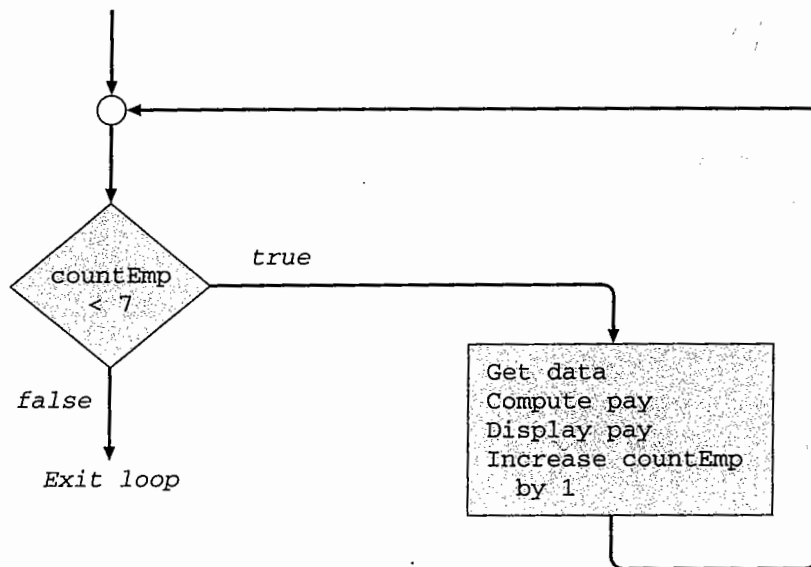 countEmp
< 7
true
false
Exit loop
Get data
Compute pay
Display pay
Increase countEmp
by 1